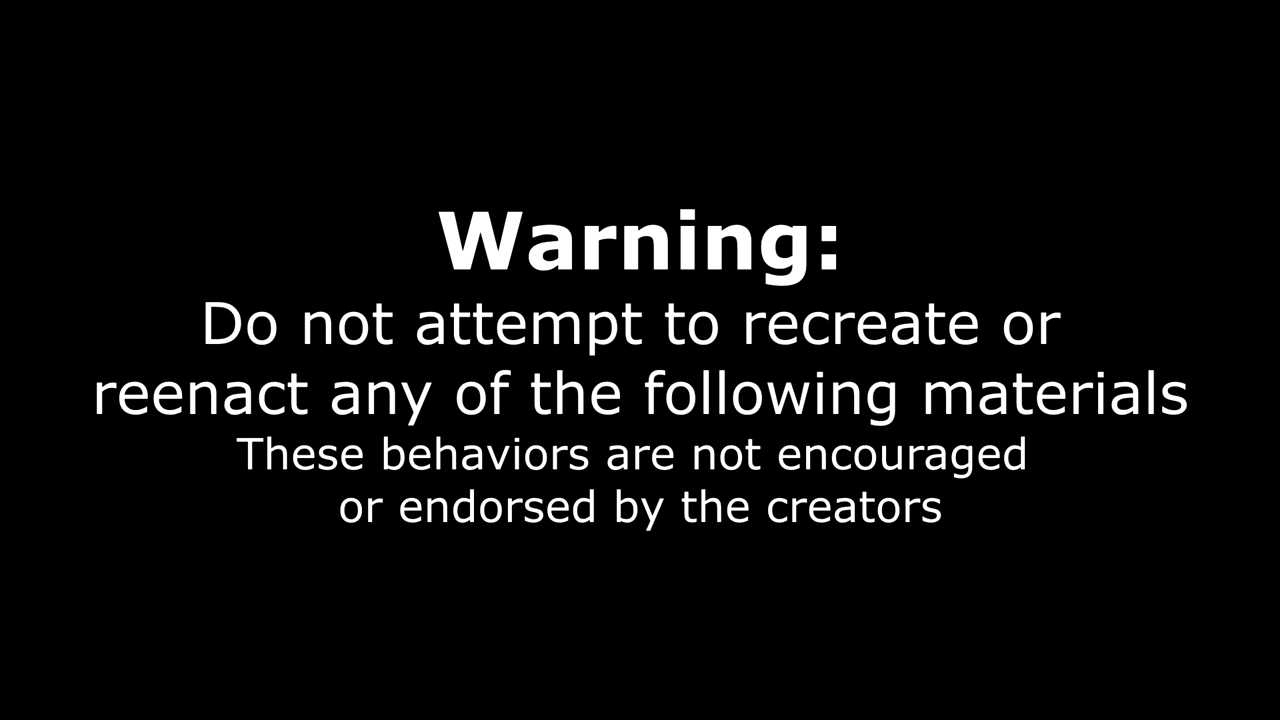 Warning:
Do not attempt to recreate or
reenact any of the following materials
These behaviors are not encouraged
or endorsed by the creators